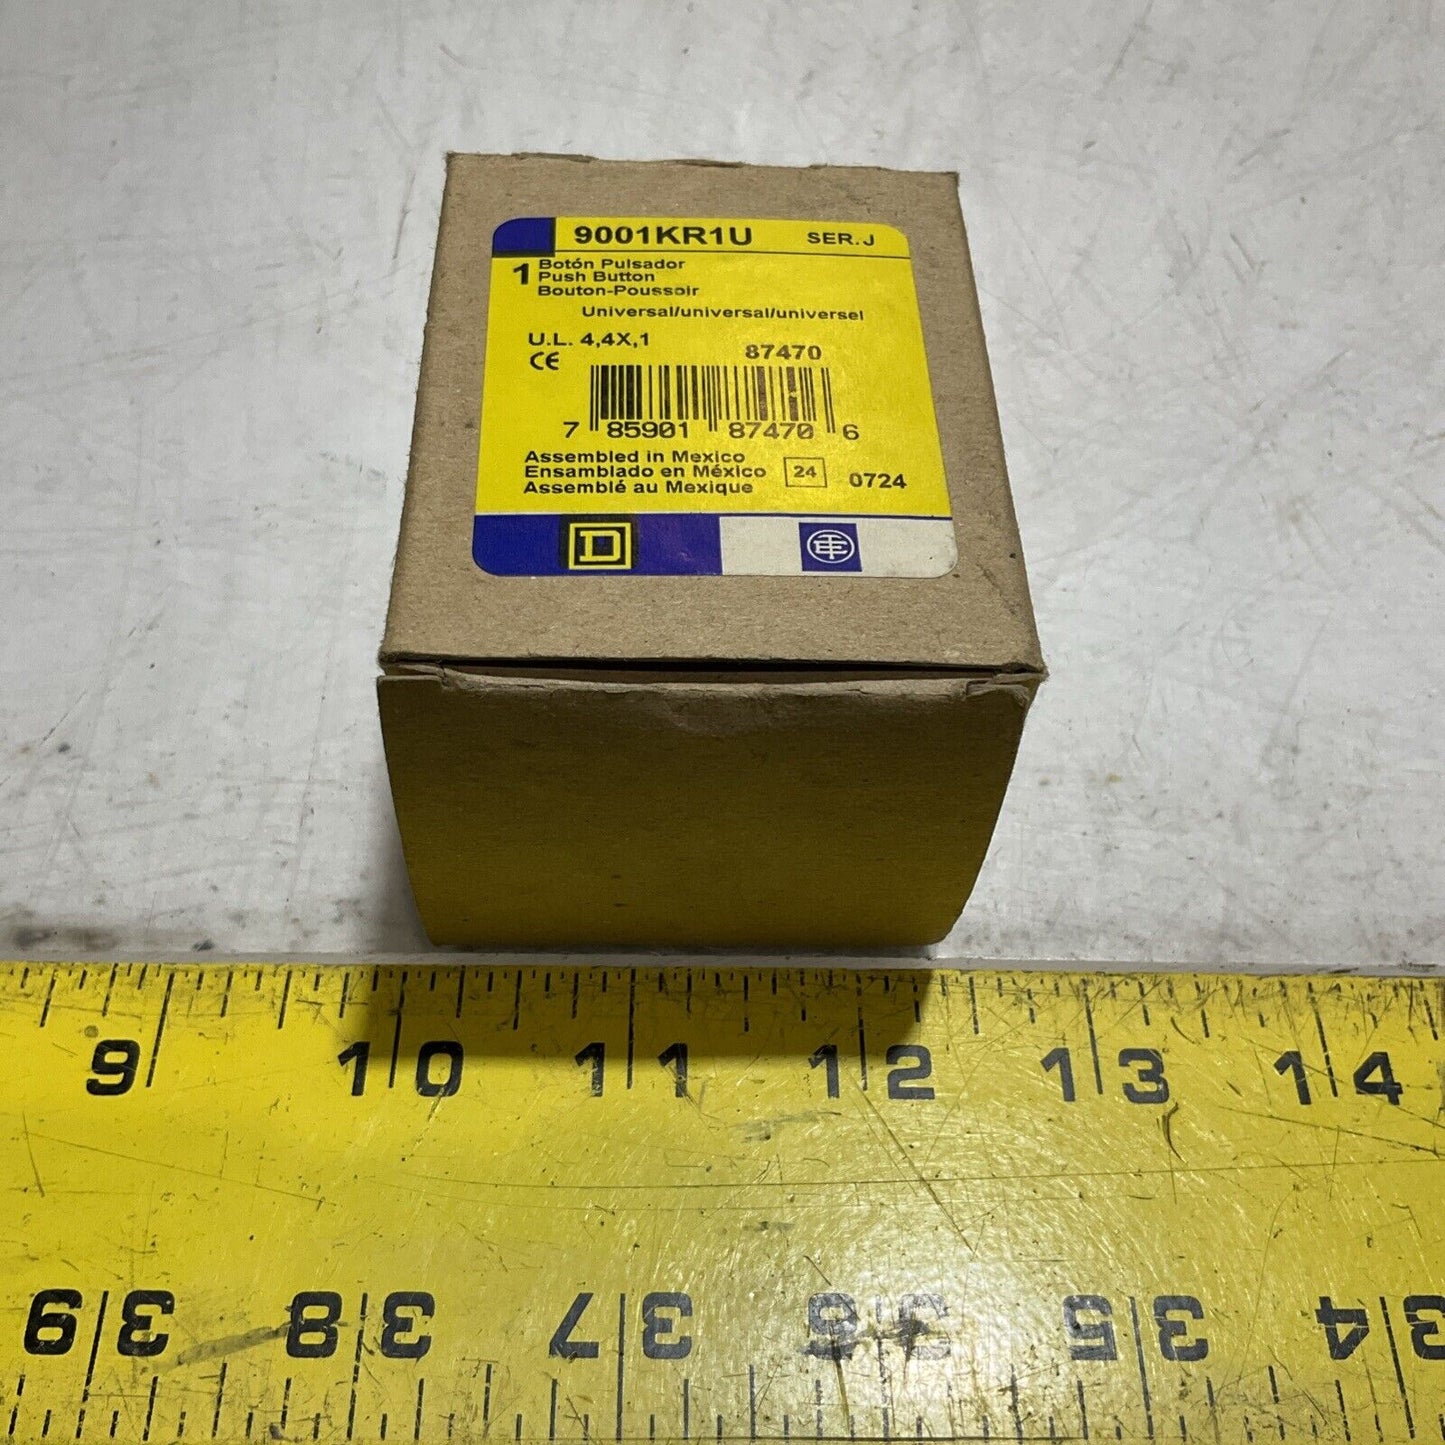 9001KR1U SER.J
1 Botón Pulsador
Push Button
Bouton-Poussoir
Universal/universal/universel
U.L. 4,4X,1
CE 87470
7 85901 87470 6
Assembled in Mexico
Ensamblado en México 24 0724
Assemblé au Mexique
D TE
9 10 11 12 13 14
39 38 37 36 35 34